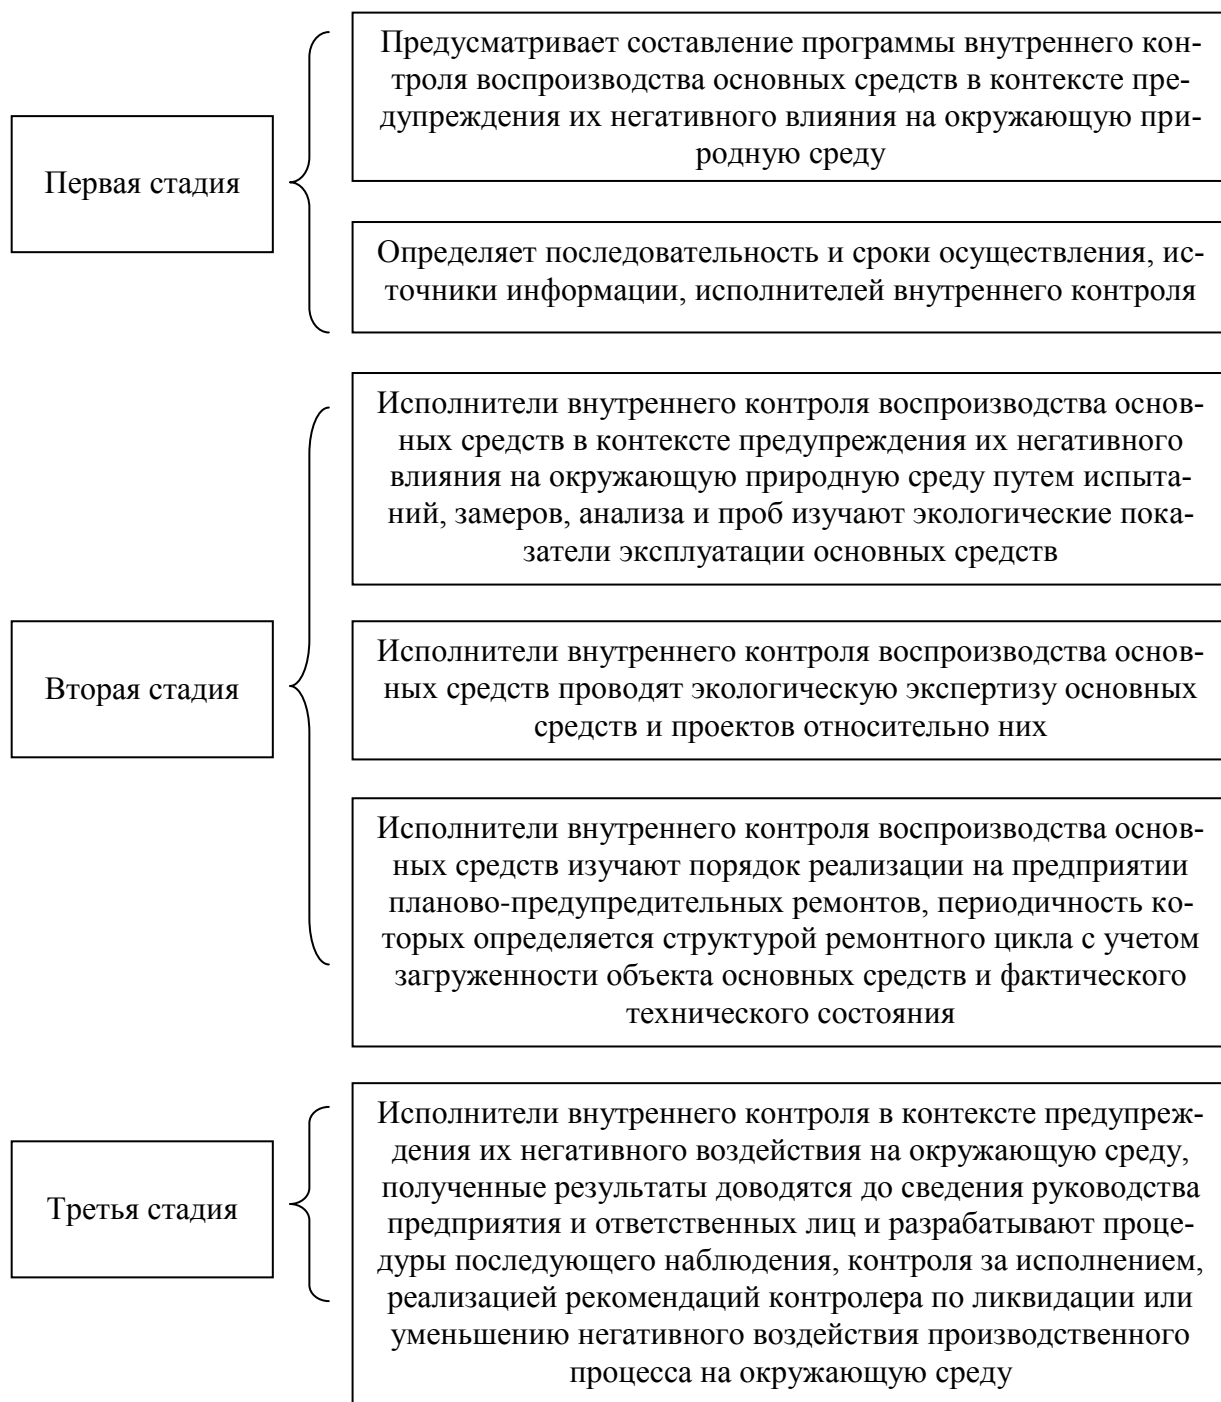 Предусматривает составление программы внутреннего кон-
троля воспроизводства основных средств в контексте пре-
дупреждения их негативного влияния на окружающую при-
родную среду
Первая стадия
Определяет последовательность и сроки осуществления, ис-
точники информации, исполнителей внутреннего контроля
Исполнители внутреннего контроля воспроизводства основ-
ных средств в контексте предупреждения их негативного
влияния на окружающую природную среду путем испыта-
ний, замеров, анализа и проб изучают экологические пока-
затели эксплуатации основных средств
Вторая стадия
Исполнители внутреннего контроля воспроизводства основ-
ных средств проводят экологическую экспертизу основных
средств и проектов относительно них
Исполнители внутреннего контроля воспроизводства основ-
ных средств изучают порядок реализации на предприятии
планово-предупредительных ремонтов, периодичность ко-
торых определяется структурой ремонтного цикла с учетом
загруженности объекта основных средств и фактического
технического состояния
Третья стадия
Исполнители внутреннего контроля в контексте предупреж-
дения их негативного воздействия на окружающую среду,
полученные результаты доводятся до сведения руководства
предприятия и ответственных лиц и разрабатывают проце-
дуры последующего наблюдения, контроля за исполнением,
реализацией рекомендаций контролера по ликвидации или
уменьшению негативного воздействия производственного
процесса на окружающую среду